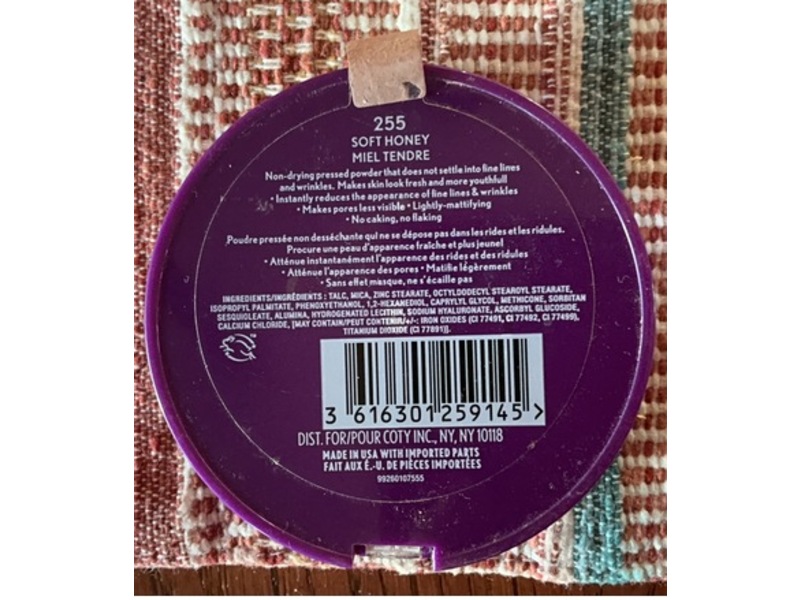 255
SOFT HONEY
MIEL TENDRE
Non-drying pressed powder that does not settle into fine lines
and wrinkles. Makes skin look fresh and more youthful!
• Instantly reduces the appearance of fine lines & wrinkles
• Makes pores less visible • Lightly-mattifying
• No caking, no flaking
Poudre pressée non desséchante qui ne se dépose pas dans les rides et les ridules.
Procure une peau d'apparence fraîche et plus jeune!
• Atténue instantanément l'apparence des rides et des ridules
• Atténue l'apparence des pores • Matifie légèrement
• Sans effet masque, ne s'écaille pas
INGREDIENTS/INGRÉDIENTS : TALC, MICA, ZINC STEARATE, OCTYLDODECYL STEAROYL STEARATE,
ISOPROPYL PALMITATE, PHENOXYETHANOL, 1,2-HEXANEDIOL, CAPRYLYL GLYCOL, METHICONE, SORBITAN
SESQUIOLEATE, ALUMINA, HYDROGENATED LECITHIN, SODIUM HYALURONATE, ASCORBYL GLUCOSIDE,
CALCIUM CHLORIDE, [MAY CONTAIN/PEUT CONTENIR/+/-: IRON OXIDES (CI 77491, CI 77492, CI 77499),
TITANIUM DIOXIDE (CI 77891)].
3 616301 259145 >
DIST. FOR/POUR COTY INC., NY, NY 10118
MADE IN USA WITH IMPORTED PARTS
FAIT AUX É.-U. DE PIÈCES IMPORTÉES
99260107555